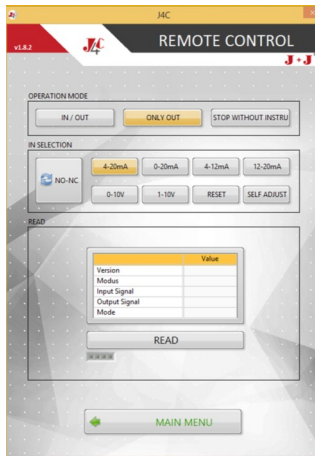 J4C
v1.8.2
J4C
REMOTE CONTROL
J+J
OPERATION MODE
IN / OUT
ONLY OUT
STOP WITHOUT INSTRU
IN SELECTION
NO-NC
4-20mA
0-20mA
4-12mA
12-20mA
0-10V
1-10V
RESET
SELF ADJUST
READ
Value
Version
Modus
Input Signal
Output Signal
Mode
READ
MAIN MENU